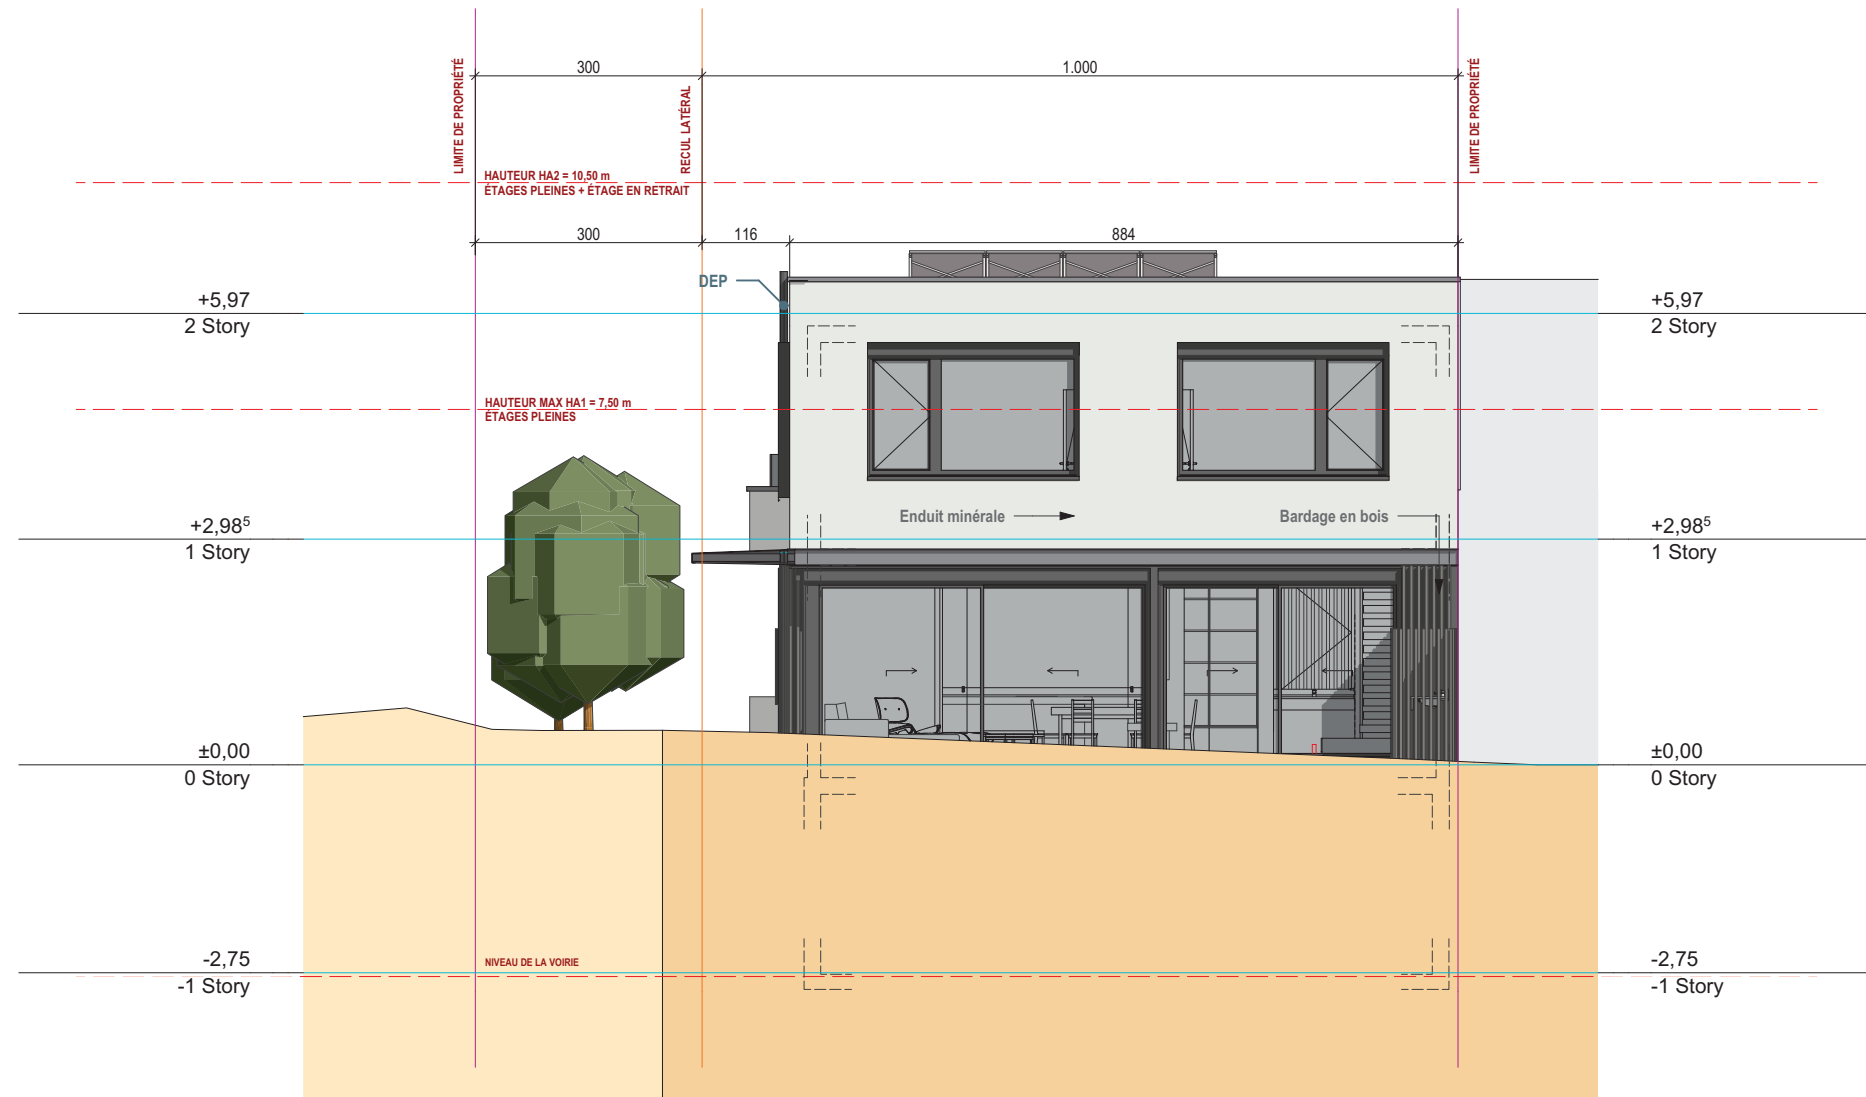 300
1.000
LIMITE DE PROPRIÉTÉ
RECUL LATÉRAL
LIMITE DE PROPRIÉTÉ
HAUTEUR HA2 = 10,50 m
ÉTAGES PLEINES + ÉTAGE EN RETRAIT
300
116
884
DEP
+5,97
2 Story
+5,97
2 Story
HAUTEUR MAX HA1 = 7,50 m
ÉTAGES PLEINES
Enduit minérale
Bardage en bois
+2,98⁵
1 Story
+2,98⁵
1 Story
±0,00
0 Story
±0,00
0 Story
NIVEAU DE LA VOIRIE
-2,75
-1 Story
-2,75
-1 Story